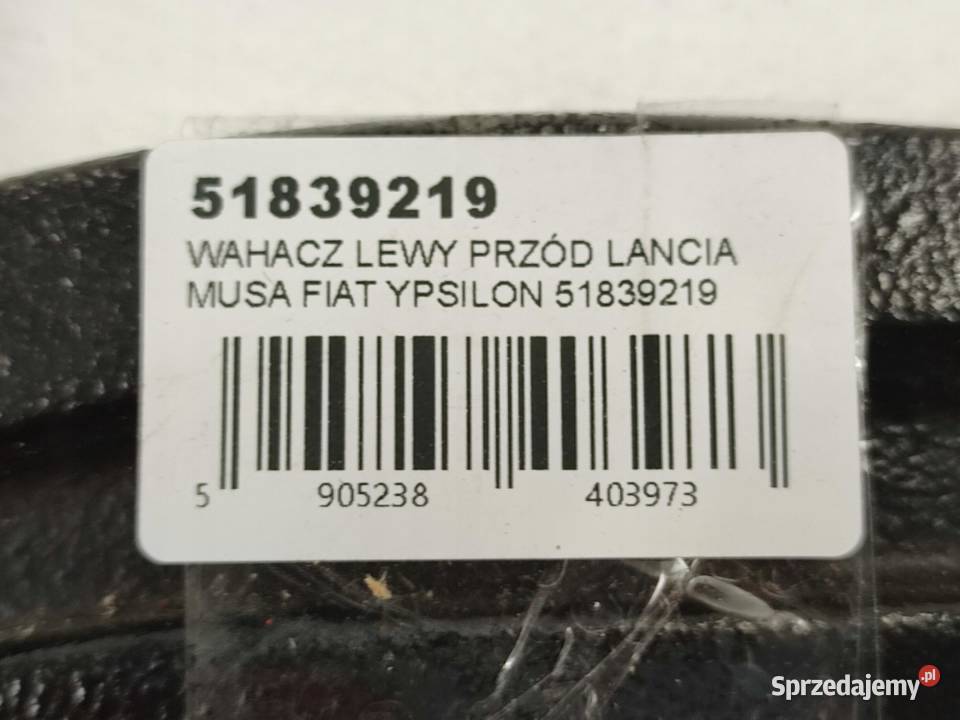 51839219
WAHACZ LEWY PRZÓD LANCIA
MUSA FIAT YPSILON 51839219
5 905238 403973
Sprzedajemy.pl